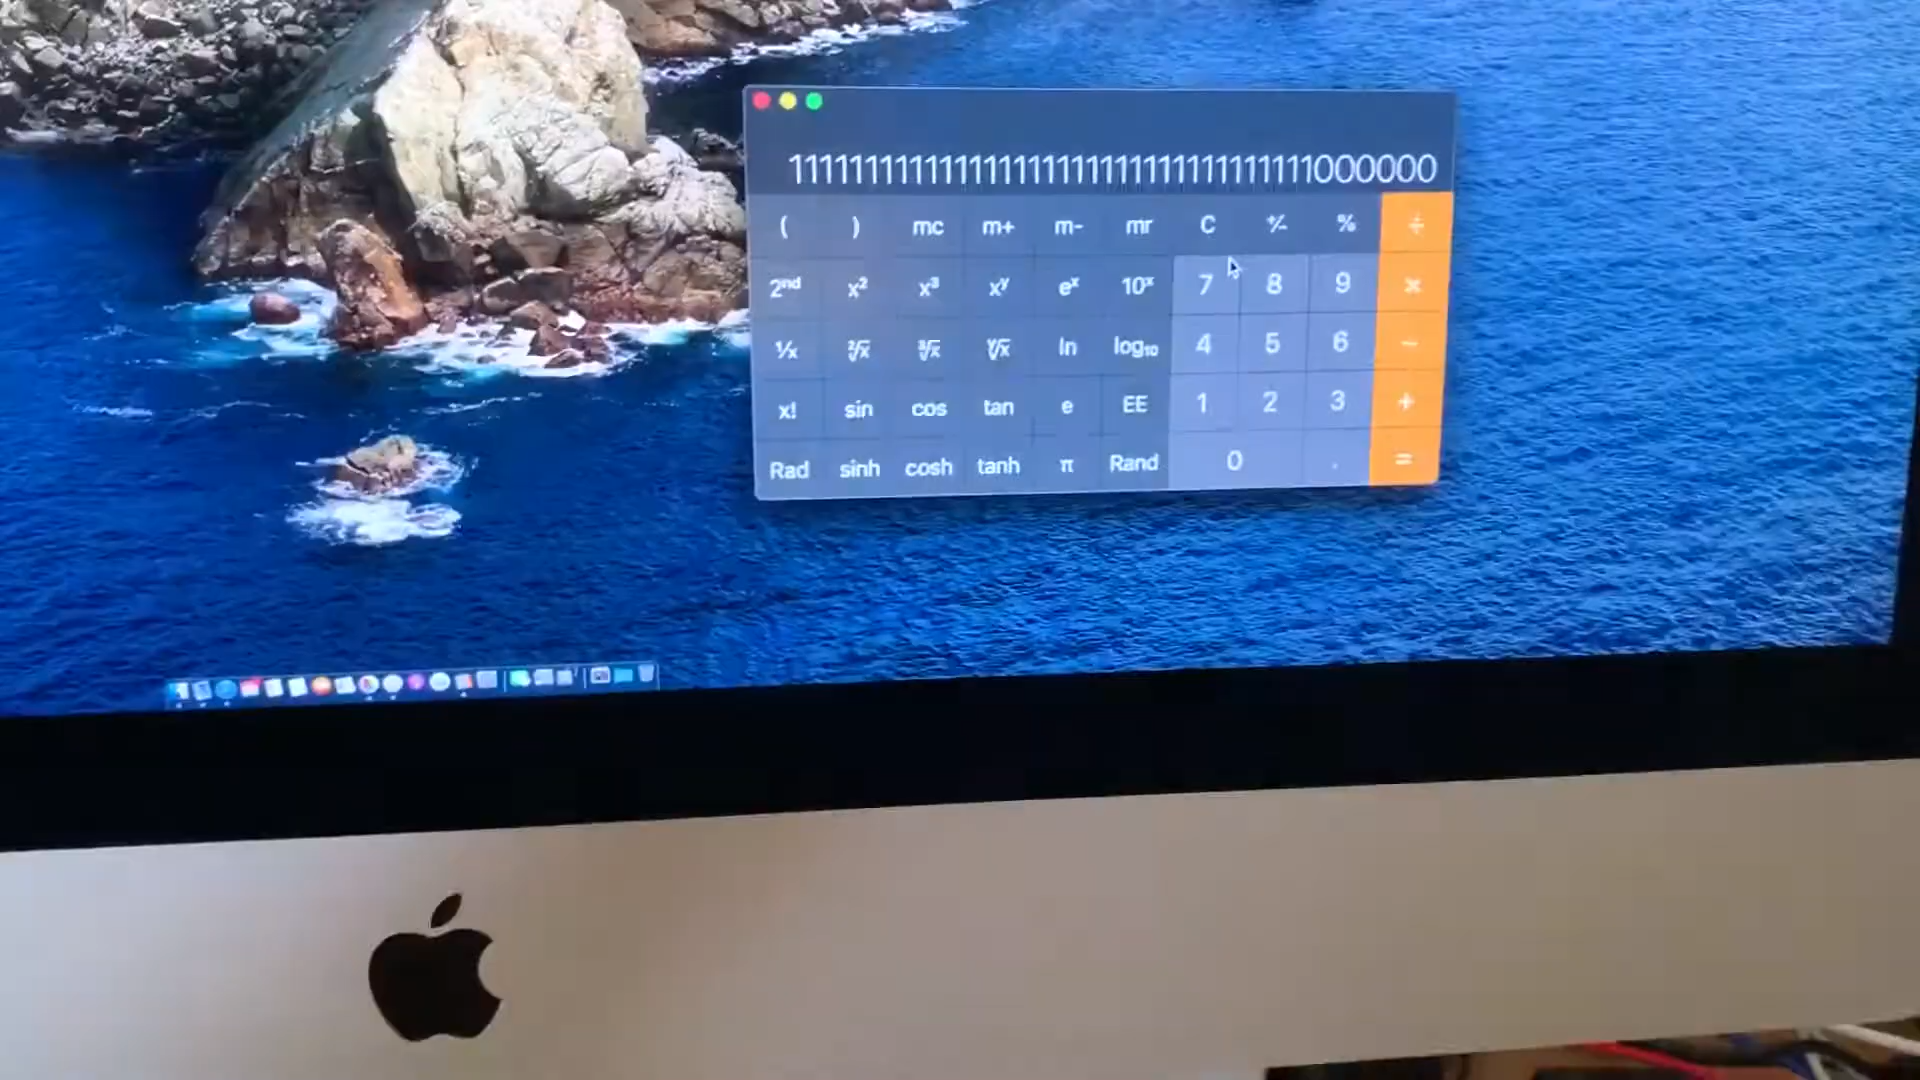 111111111111111111111111111111111111000000
( ) mc m+ m- mr C +/- % ÷
2nd x² x³ xʸ eˣ 10ˣ 7 8 9 ×
1/x ²√x ³√x ʸ√x ln log₁₀ 4 5 6 −
x! sin cos tan e EE 1 2 3 +
Rad sinh cosh tanh π Rand 0 . =